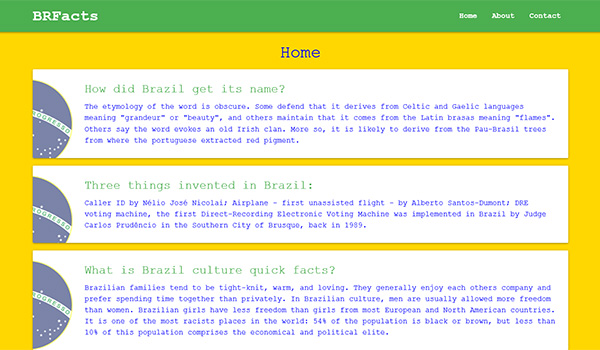 BRFacts
Home About Contact
Home
How did Brazil get its name?
The etymology of the word is obscure. Some defend that it derives from Celtic and Gaelic languages
meaning "grandeur" or "beauty", and others maintain that it comes from the Latin brasas meaning "flames".
Others say the word evokes an old Irish clan. More so, it is likely to derive from the Pau-Brasil trees
from where the portuguese extracted red pigment.
PROGRESSO
Three things invented in Brazil:
Caller ID by Nélio José Nicolai; Airplane - first unassisted flight - by Alberto Santos-Dumont; DRE
voting machine, the first Direct-Recording Electronic Voting Machine was implemented in Brazil by Judge
Carlos Prudêncio in the Southern City of Brusque, back in 1989.
ROGRESSO
What is Brazil culture quick facts?
Brazilian families tend to be tight-knit, warm, and loving. They generally enjoy each others company and
prefer spending time together than privately. In Brazilian culture, men are usually allowed more freedom
than women. Brazilian girls have less freedom than girls from most European and North American countries.
It is one of the most racists places in the world: 54% of the population is black or brown, but less than
10% of this population comprises the economical and political elite.
ROGRESSO